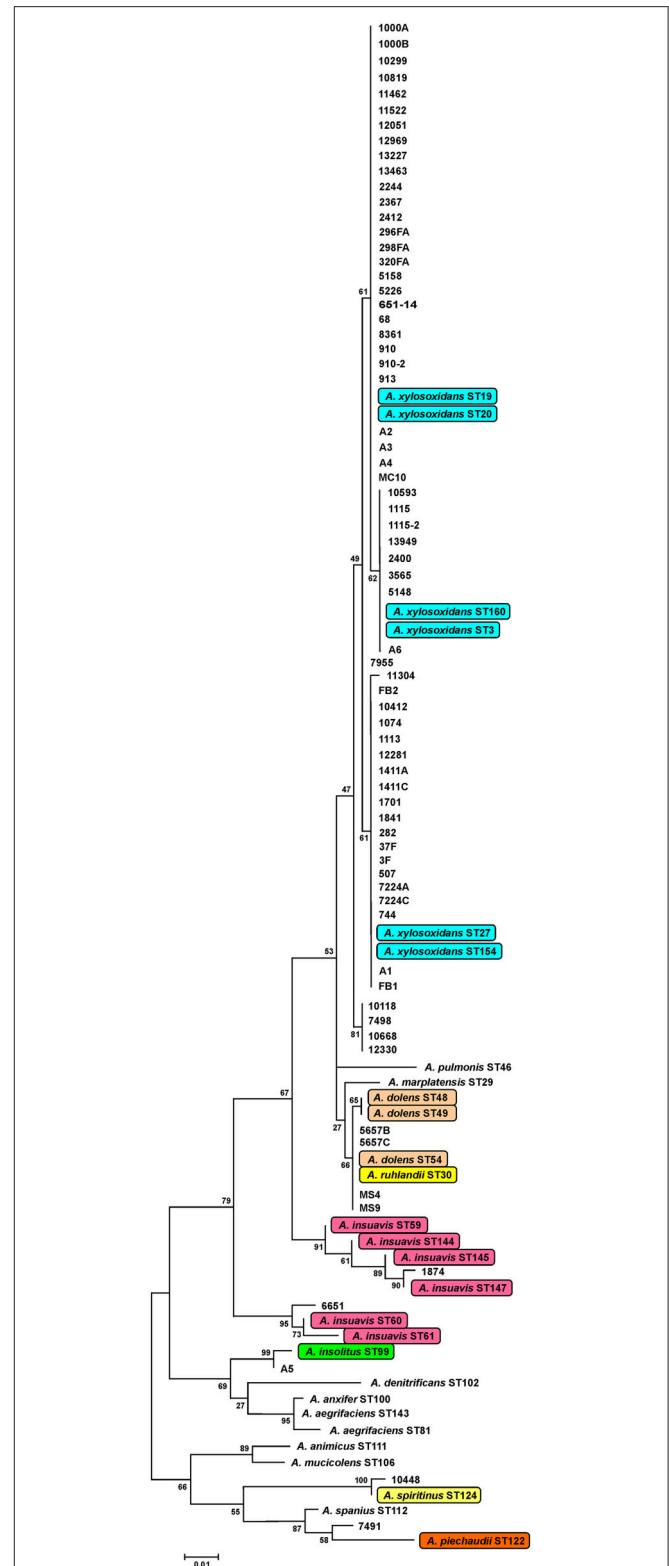 1000A
1000B
10299
10819
11462
11522
12051
12969
13227
13463
2244
2367
2412
296FA
298FA
320FA
5158
5226
61
651-14
68
8361
910
910-2
913
A. xylosoxidans ST19
A. xylosoxidans ST20
A2
A3
A4
MC10
10593
1115
1115-2
13949
49
2400
3565
62
5148
A. xylosoxidans ST160
A. xylosoxidans ST3
A6
7955
11304
FB2
10412
1074
1113
12281
1411A
47
1411C
1701
1841
282
61
37F
3F
507
7224A
7224C
744
A. xylosoxidans ST27
A. xylosoxidans ST154
53
A1
FB1
10118
7498
81
10668
12330
A. pulmonis ST46
A. marplatensis ST29
67
A. dolens ST48
65
A. dolens ST49
27
5657B
5657C
A. dolens ST54
66
A. ruhlandii ST30
MS4
MS9
79
A. insuavis ST59
A. insuavis ST144
91
A. insuavis ST145
61
89
1874
90
A. insuavis ST147
6651
95
A. insuavis ST60
73
A. insuavis ST61
99
A. insolitus ST99
A5
69
A. denitrificans ST102
27
A. anxifer ST100
A. aegrifaciens ST143
95
A. aegrifaciens ST81
A. animicus ST111
89
A. mucicolens ST106
66
100
10448
A. spiritinus ST124
55
A. spanius ST112
87
7491
58
A. piechaudii ST122
0.01